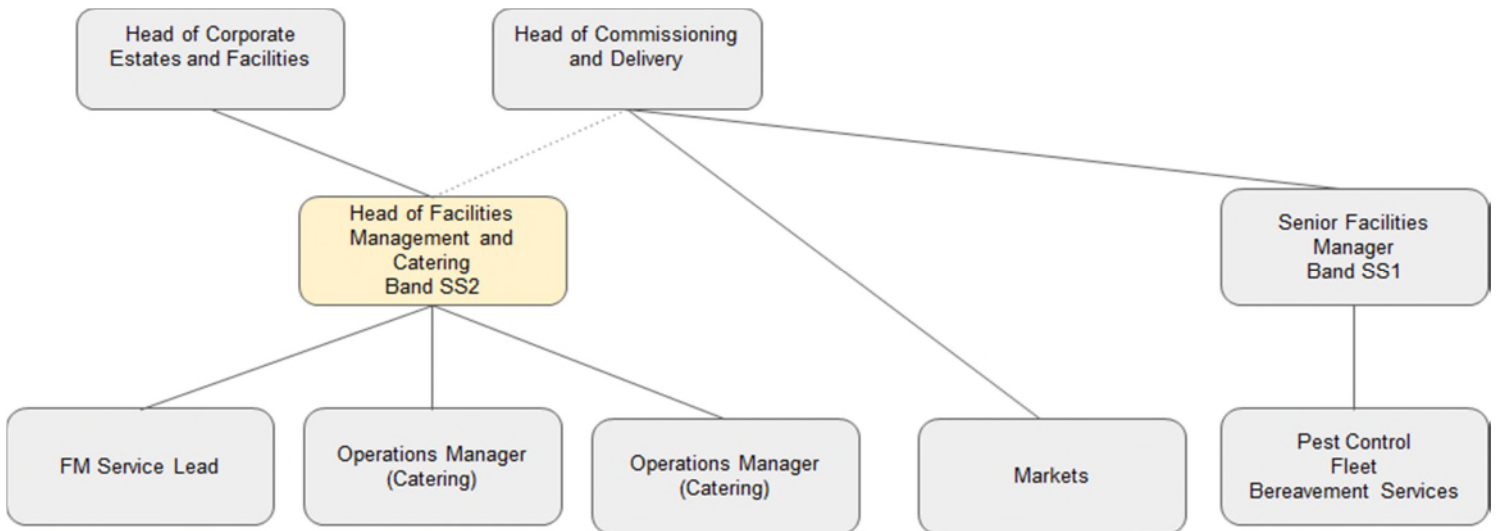 Head of Corporate
Estates and Facilities
Head of Commissioning
and Delivery
Head of Facilities
Management and
Catering
Band SS2
Senior Facilities
Manager
Band SS1
FM Service Lead
Operations Manager
(Catering)
Operations Manager
(Catering)
Markets
Pest Control
Fleet
Bereavement Services